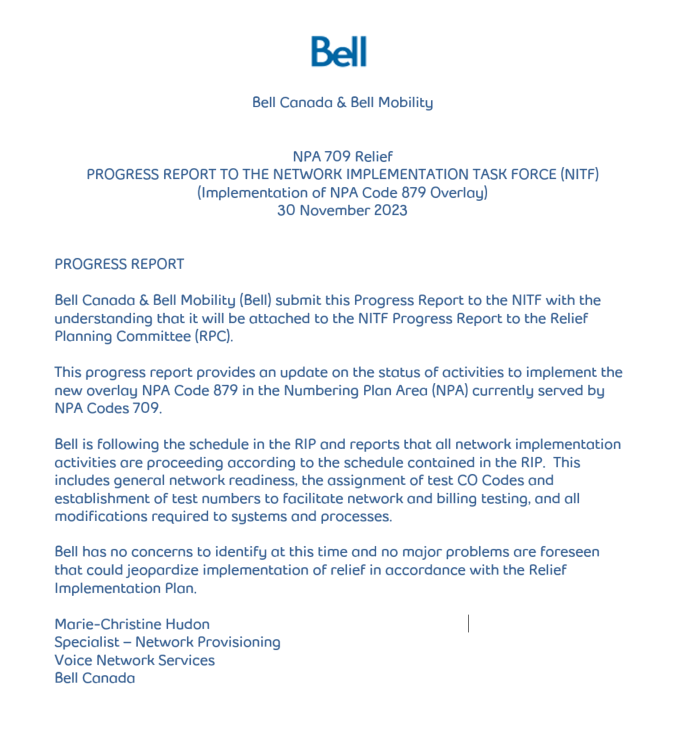 Bell
Bell Canada & Bell Mobility
NPA 709 Relief
PROGRESS REPORT TO THE NETWORK IMPLEMENTATION TASK FORCE (NITF)
(Implementation of NPA Code 879 Overlay)
30 November 2023
PROGRESS REPORT
Bell Canada & Bell Mobility (Bell) submit this Progress Report to the NITF with the
understanding that it will be attached to the NITF Progress Report to the Relief
Planning Committee (RPC).
This progress report provides an update on the status of activities to implement the
new overlay NPA Code 879 in the Numbering Plan Area (NPA) currently served by
NPA Codes 709.
Bell is following the schedule in the RIP and reports that all network implementation
activities are proceeding according to the schedule contained in the RIP.  This
includes general network readiness, the assignment of test CO Codes and
establishment of test numbers to facilitate network and billing testing, and all
modifications required to systems and processes.
Bell has no concerns to identify at this time and no major problems are foreseen
that could jeopardize implementation of relief in accordance with the Relief
Implementation Plan.
Marie-Christine Hudon
Specialist – Network Provisioning
Voice Network Services
Bell Canada